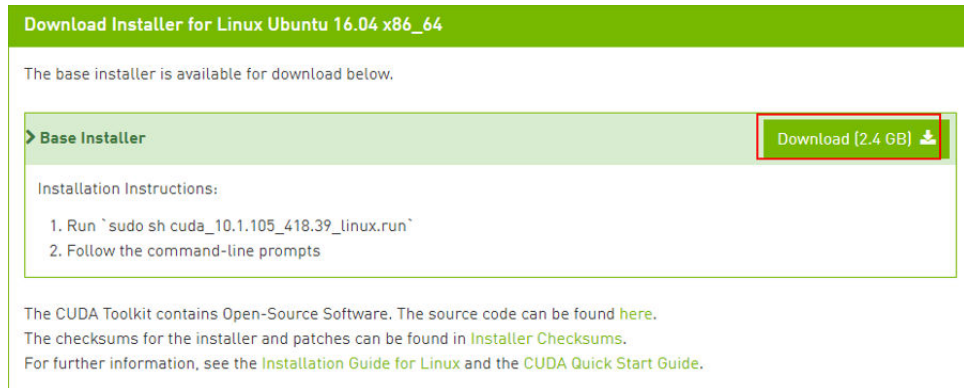 Download Installer for Linux Ubuntu 16.04 x86_64
The base installer is available for download below.
Base Installer
Download [2.4 GB]
Installation Instructions:
1. Run `sudo sh cuda_10.1.105_418.39_linux.run`
2. Follow the command-line prompts
The CUDA Toolkit contains Open-Source Software. The source code can be found here.
The checksums for the installer and patches can be found in Installer Checksums.
For further information, see the Installation Guide for Linux and the CUDA Quick Start Guide.